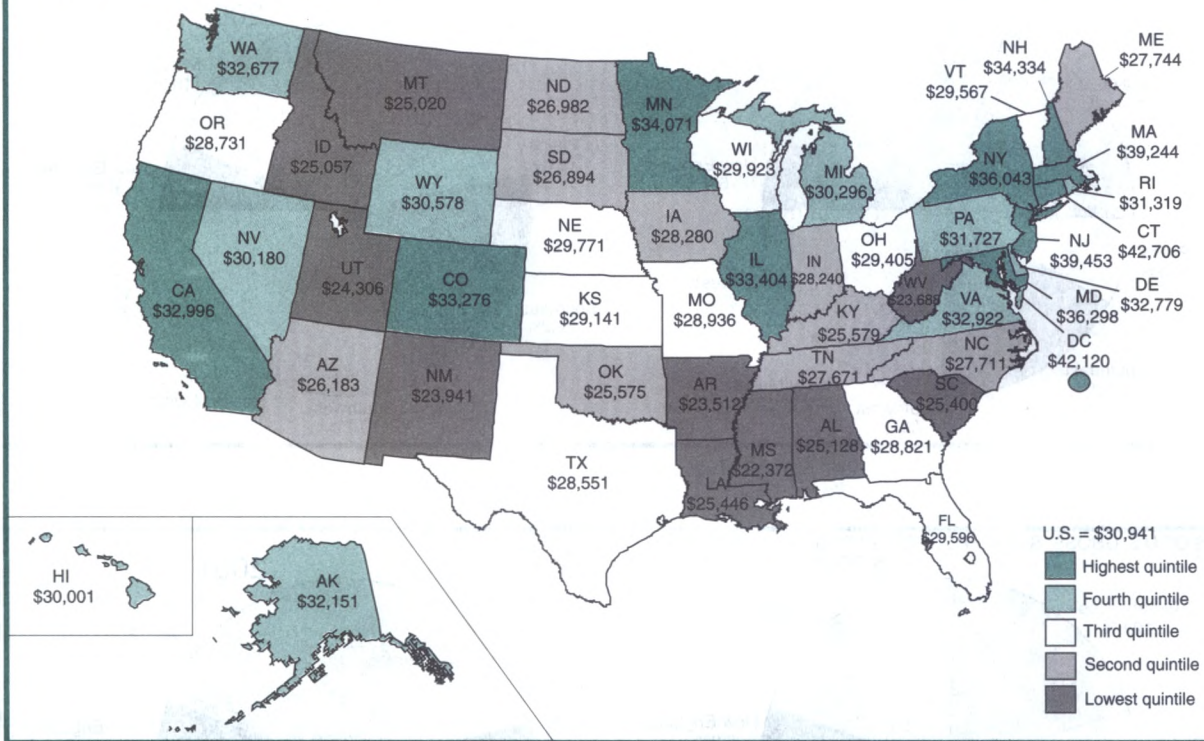 WA
$32,677
OR
$28,731
MT
$25,020
ID
$25,057
ND
$26,982
SD
$26,894
MN
$34,071
WI
$29,923
MI
$30,296
WY
$30,578
NE
$29,771
IA
$28,280
NV
$30,180
CA
$32,996
UT
$24,306
CO
$33,276
KS
$29,141
MO
$28,936
IL
$33,404
IN
$28,240
OH
$29,405
WV
$23,688
KY
$25,579
VA
$32,922
PA
$31,727
NY
$36,043
VT
$29,567
NH
$34,334
ME
$27,744
MA
$39,244
RI
$31,319
CT
$42,706
NJ
$39,453
DE
$32,779
MD
$36,298
DC
$42,120
AZ
$26,183
NM
$23,941
OK
$25,575
AR
$23,512
TN
$27,671
NC
$27,711
SC
$25,400
MS
$22,372
AL
$25,128
GA
$28,821
TX
$28,551
LA
$25,446
FL
$29,596
HI
$30,001
AK
$32,151
U.S. = $30,941
Highest quintile
Fourth quintile
Third quintile
Second quintile
Lowest quintile